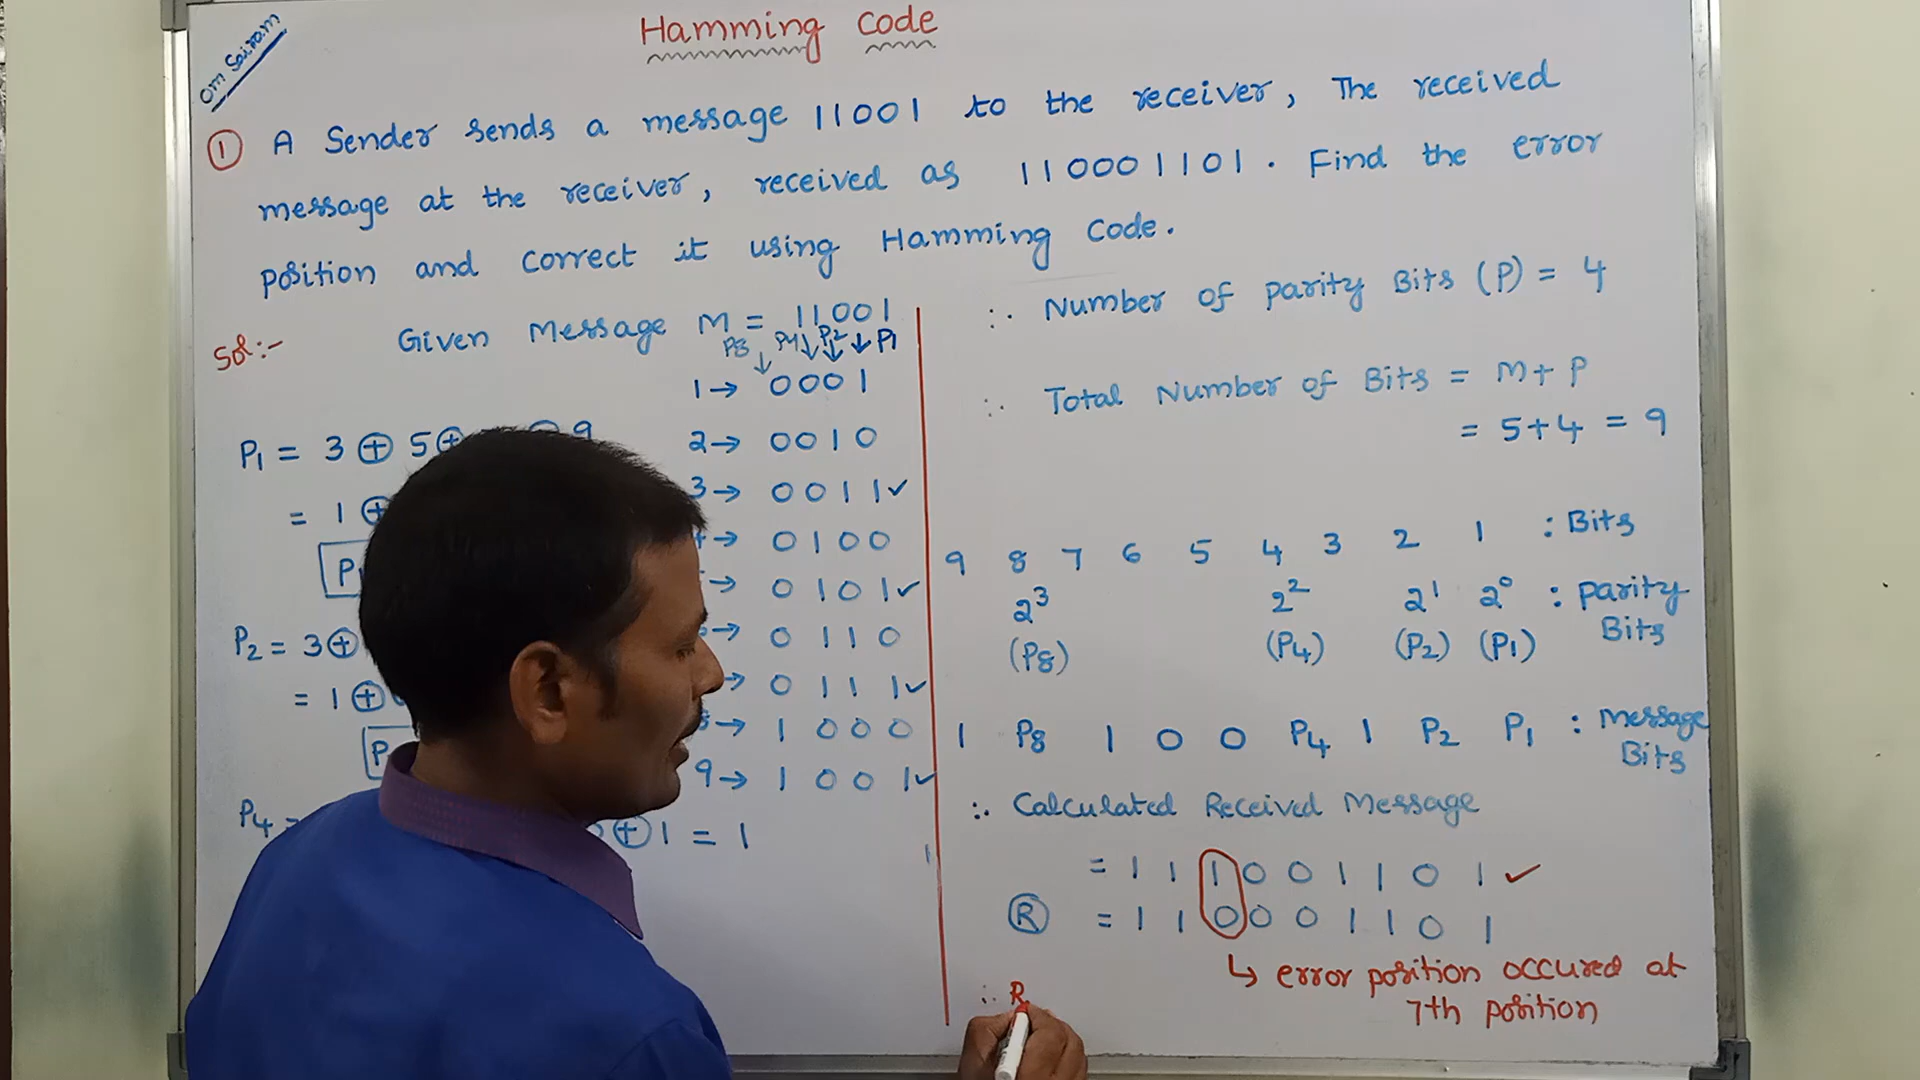 Om Sairam
Hamming Code
① A Sender sends a message 11001 to the receiver, The received
message at the receiver, received as 110001101. Find the error
position and correct it using Hamming Code.
Sol:- Given Message M = 11001
P8 P4 P2 P1
1→ 0001
2→ 0010
3→ 0011✓
→ 0100
→ 0101✓
→ 0110
→ 0111✓
→ 1000
9→ 1001✓
P1 = 3 ⊕ 5 ⊕ 9
= 1 ⊕
P
P2 = 3 ⊕
= 1 ⊕
P
P4 =
⊕ 1 = 1
∴ Number of parity Bits (P) = 4
∴ Total Number of Bits = M + P
= 5+4 = 9
9 8 7 6 5 4 3 2 1 : Bits
2³ 2² 2¹ 2⁰ : parity
(P8) (P4) (P2) (P1) Bits
1 P8 1 0 0 P4 1 P2 P1 : Message
Bits
∴ Calculated Received Message
= 1 1 1 0 0 1 1 0 1 ✓
Ⓡ = 1 1 0 0 0 1 1 0 1
↳ error position occured at
7th position
∴ R